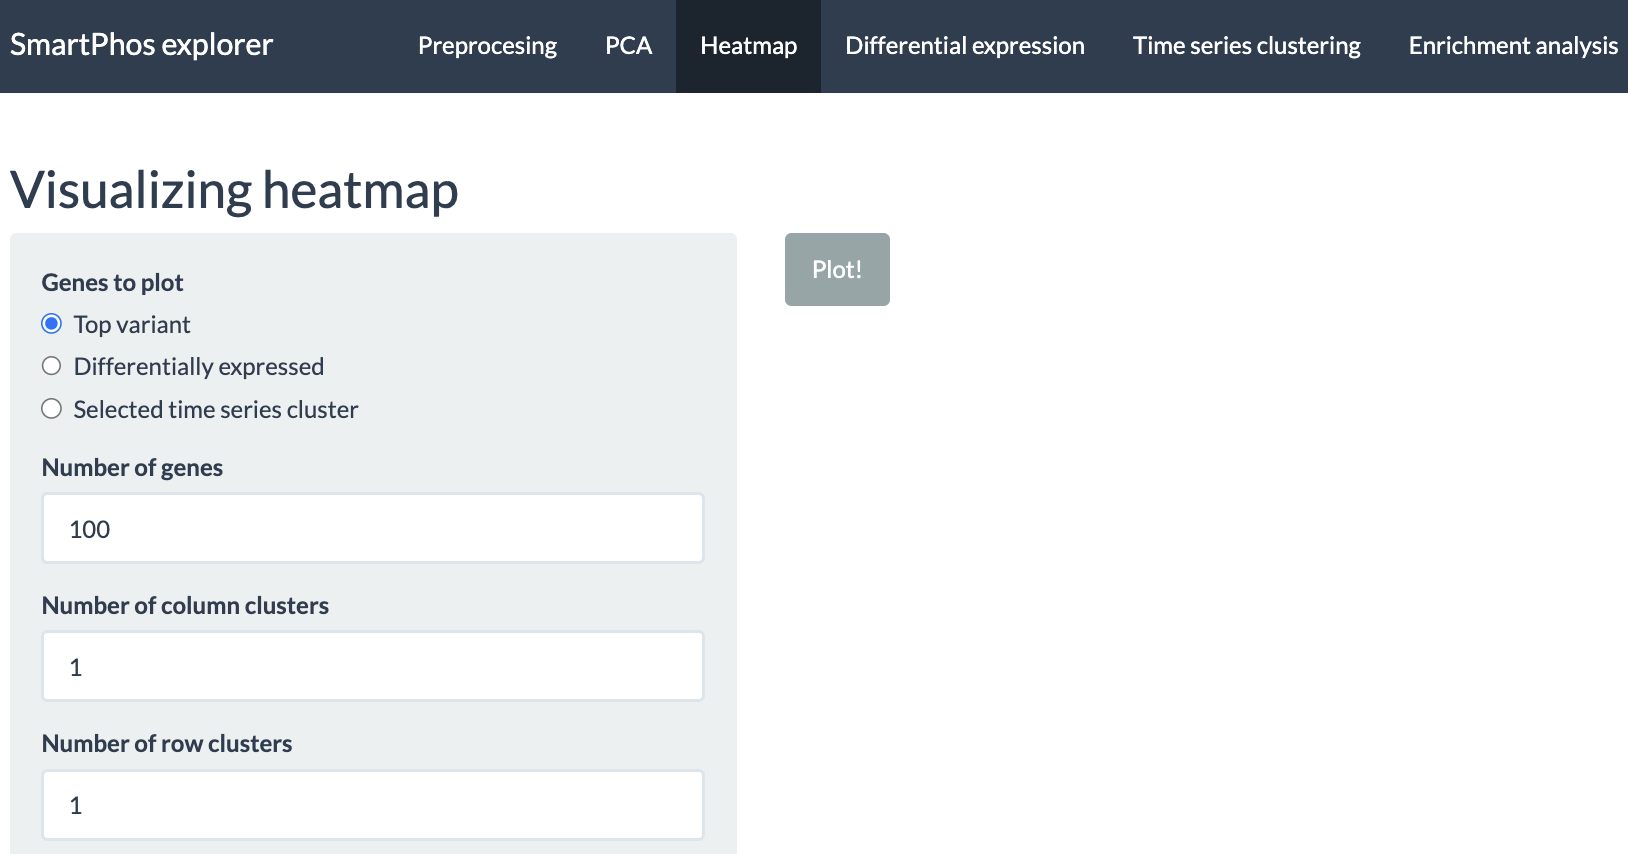 SmartPhos explorer Preprocesing PCA Heatmap Differential expression Time series clustering Enrichment analysis
Visualizing heatmap
Genes to plot
Plot!
Top variant
Differentially expressed
Selected time series cluster
Number of genes
100
Number of column clusters
1
Number of row clusters
1